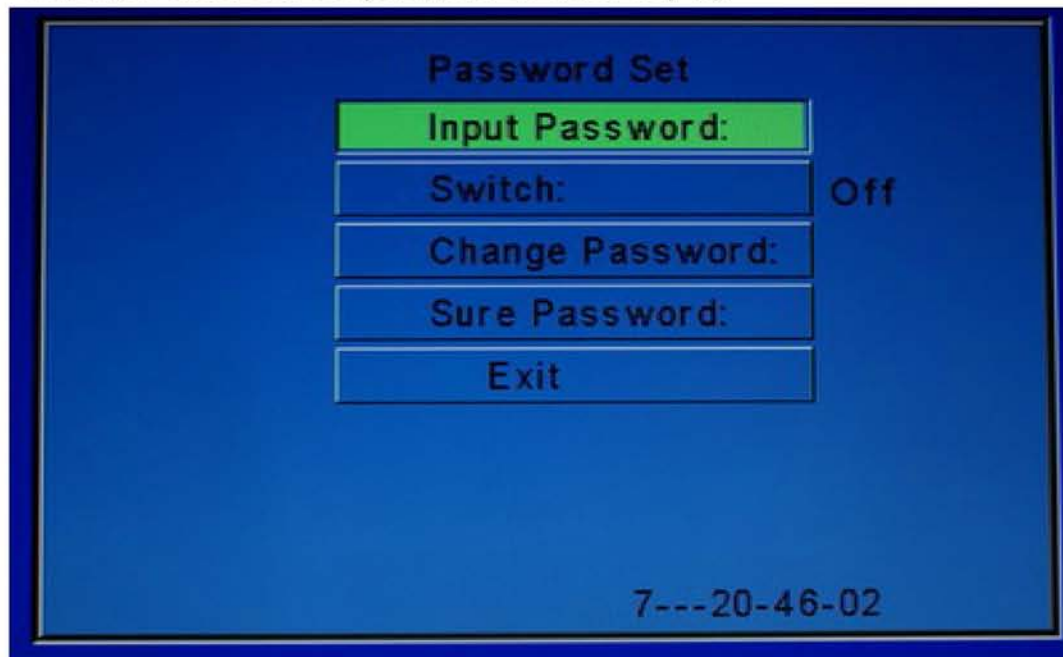 Password Set
Input Password:
Switch: Off
Change Password:
Sure Password:
Exit
7---20-46-02